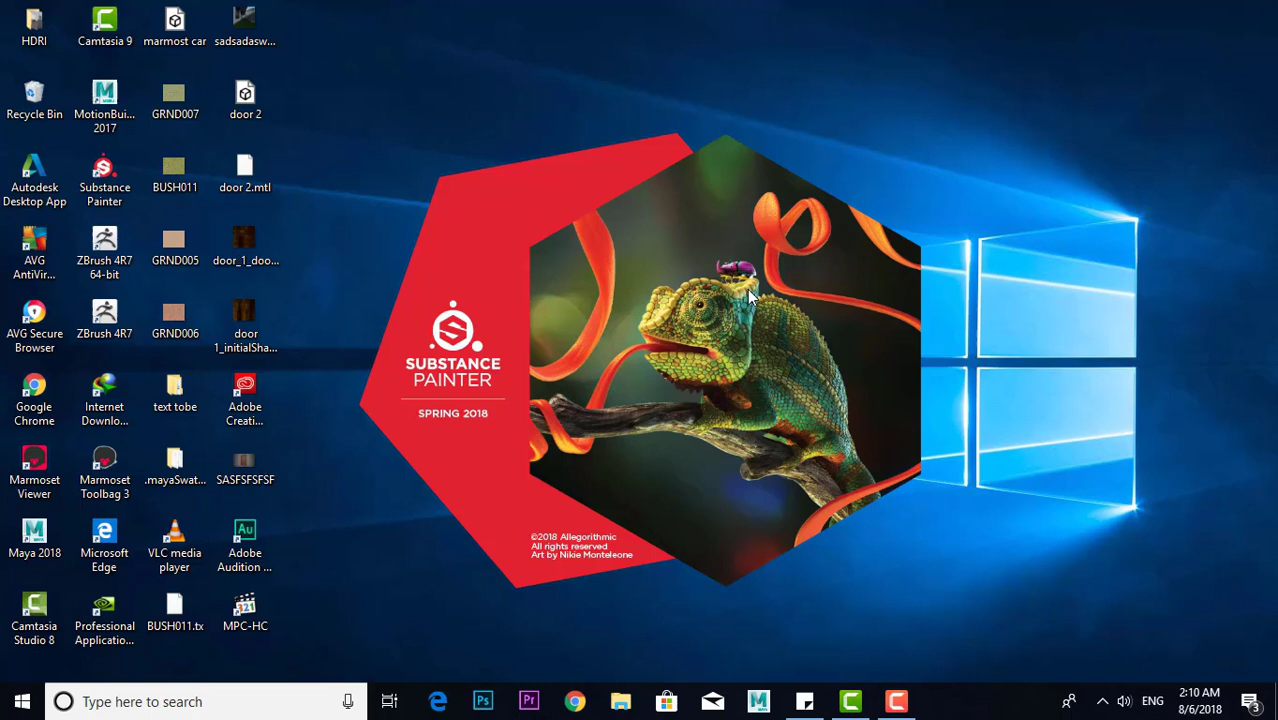 HDRI
Camtasia 9
marmost car
sadsadasw...
Recycle Bin
MotionBui...
2017
GRND007
door 2
Autodesk
Desktop App
Substance
Painter
BUSH011
door 2.mtl
AVG
AntiVir...
ZBrush 4R7
64-bit
GRND005
door_1_doo...
AVG Secure
Browser
ZBrush 4R7
GRND006
door
1_initialSha...
Google
Chrome
Internet
Downlo...
text tobe
Adobe
Creati...
Marmoset
Viewer
Marmoset
Toolbag 3
.mayaSwat...
SASFSFSFSF
Maya 2018
Microsoft
Edge
VLC media
player
Adobe
Audition ...
Camtasia
Studio 8
Professional
Applicatio...
BUSH011.tx
MPC-HC
SUBSTANCE
PAINTER
SPRING 2018
©2018 Allegorithmic
All rights reserved
Art by Nikie Monteleone
Type here to search
ENG
2:10 AM
8/6/2018
3